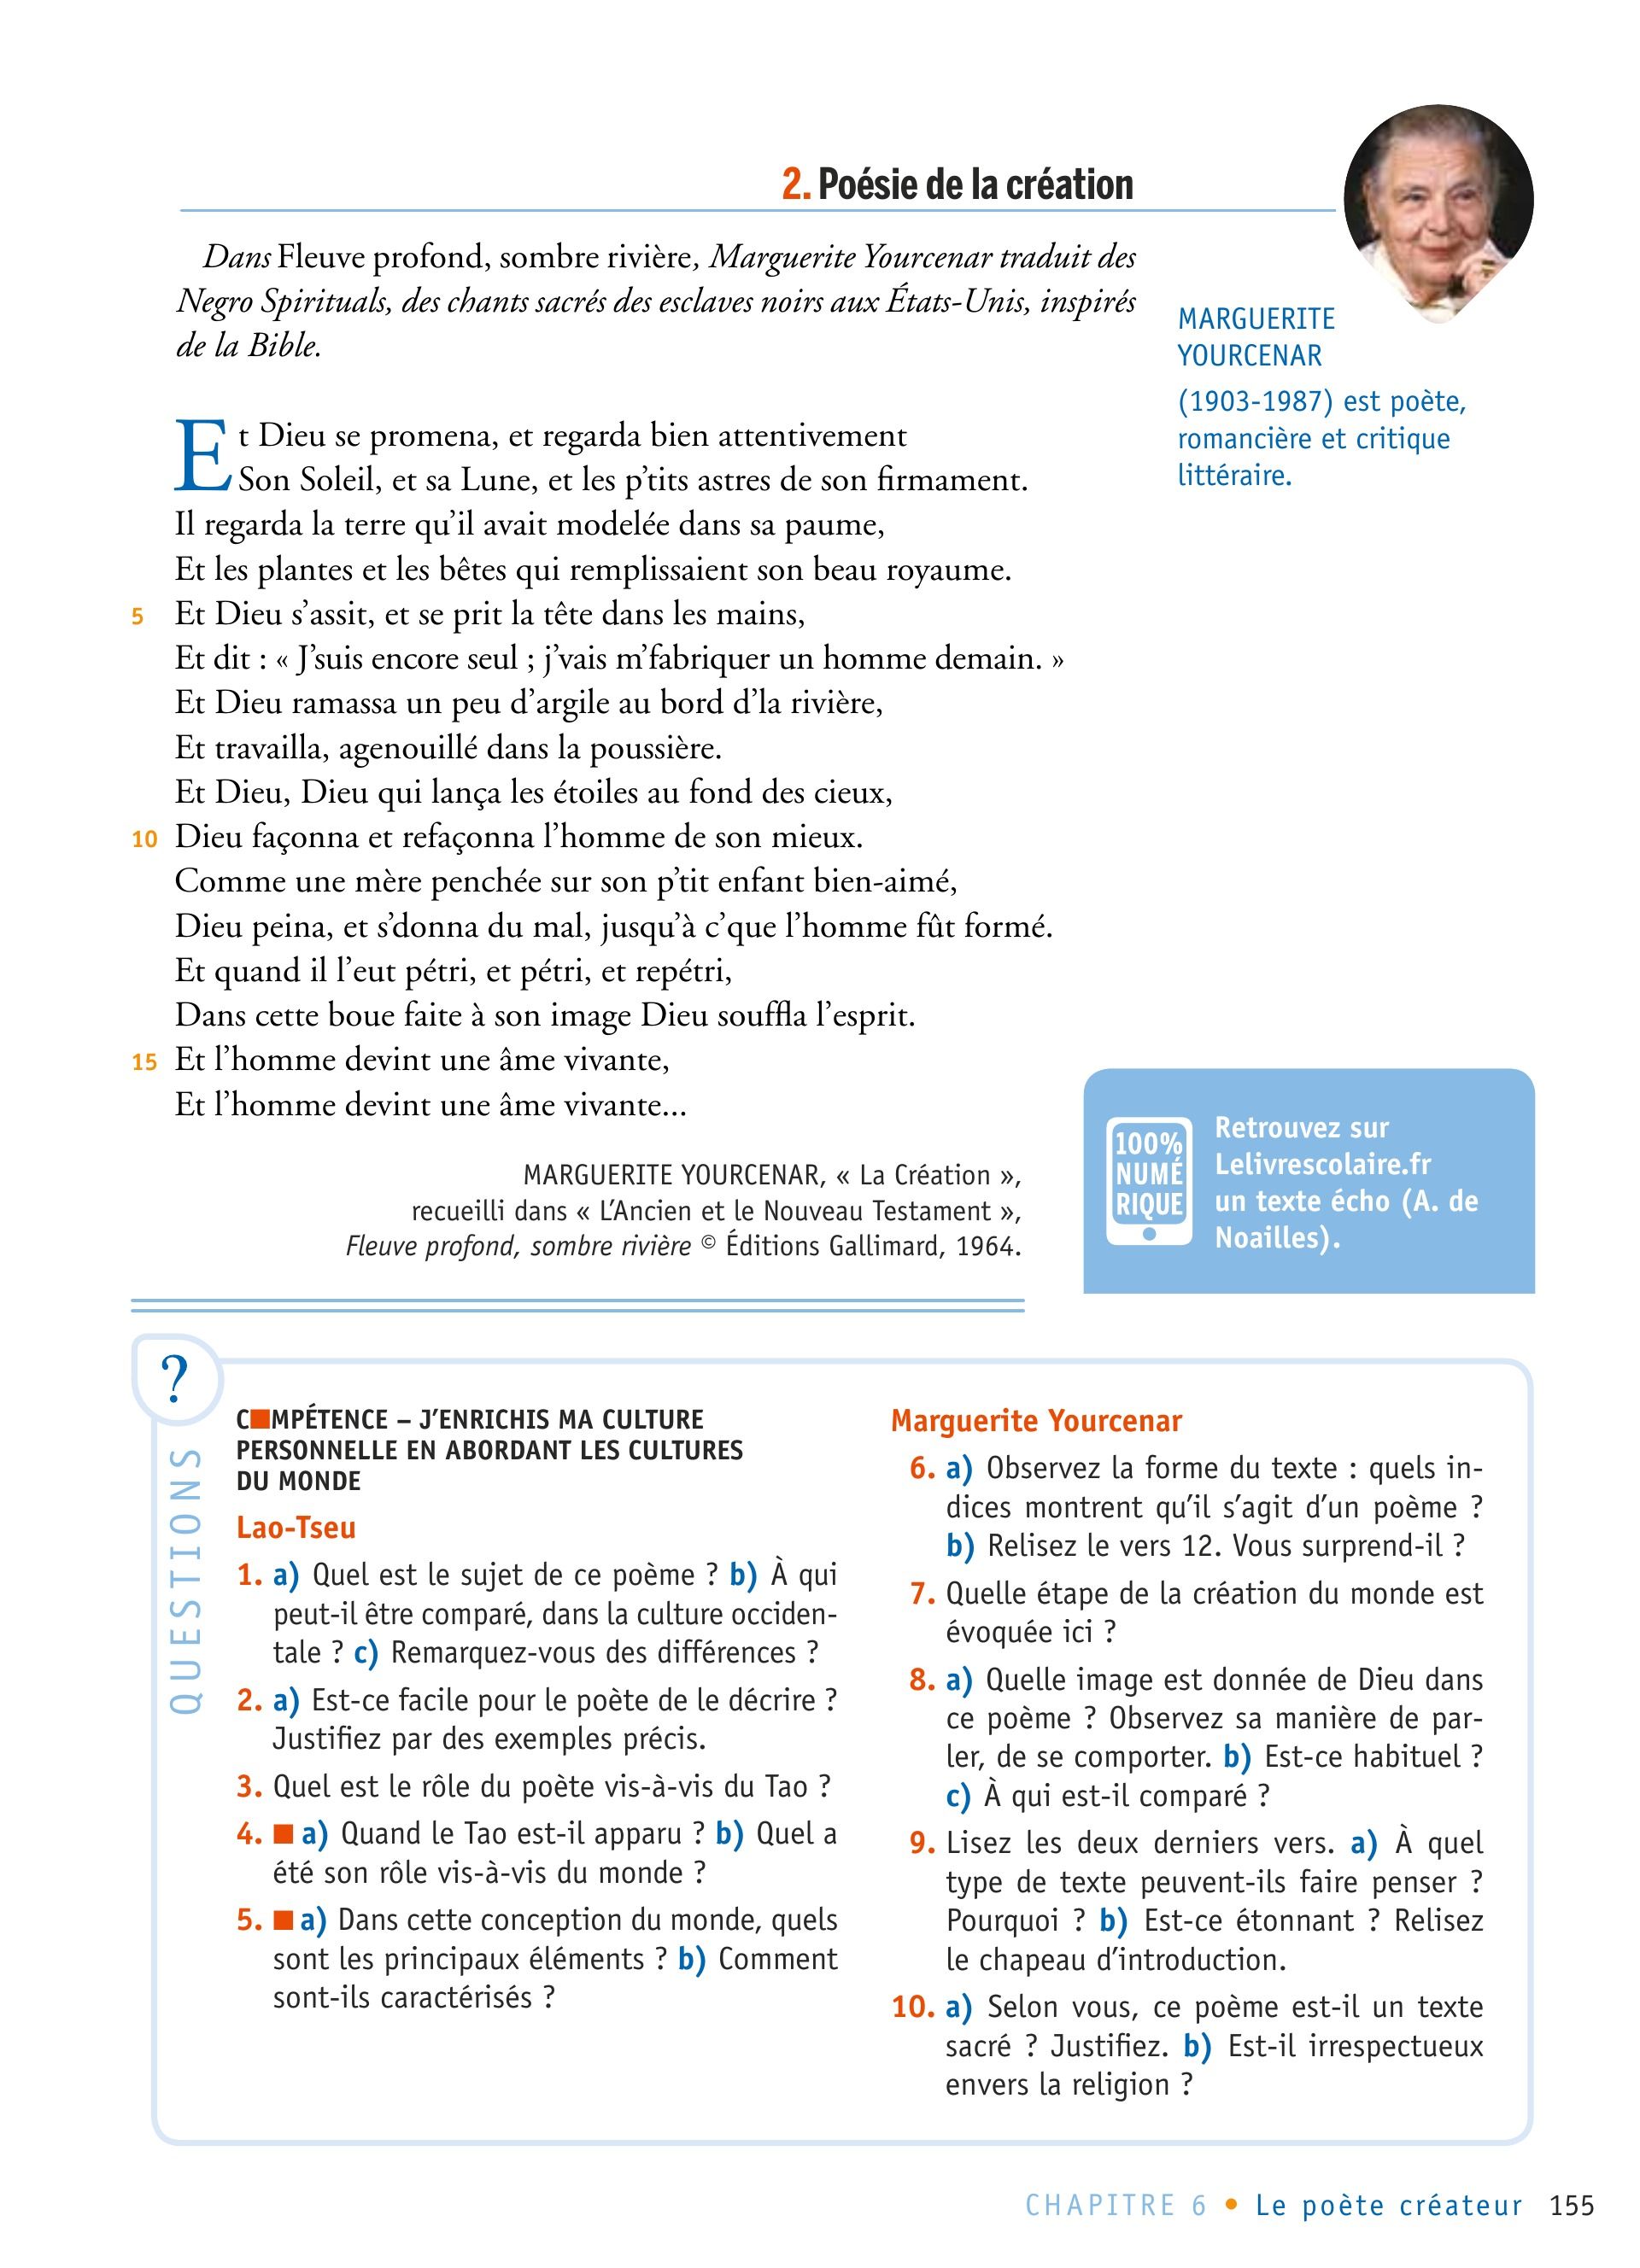 2. Poésie de la création
Dans Fleuve profond, sombre rivière, Marguerite Yourcenar traduit des
Negro Spirituals, des chants sacrés des esclaves noirs aux États-Unis, inspirés
de la Bible.
MARGUERITE
YOURCENAR
(1903-1987) est poète,
romancière et critique
littéraire.
Et Dieu se promena, et regarda bien attentivement
Son Soleil, et sa Lune, et les p’tits astres de son firmament.
Il regarda la terre qu’il avait modelée dans sa paume,
Et les plantes et les bêtes qui remplissaient son beau royaume.
5 Et Dieu s’assit, et se prit la tête dans les mains,
Et dit : « J’suis encore seul ; j’vais m’fabriquer un homme demain. »
Et Dieu ramassa un peu d’argile au bord d’la rivière,
Et travailla, agenouillé dans la poussière.
Et Dieu, Dieu qui lança les étoiles au fond des cieux,
10 Dieu façonna et refaçonna l’homme de son mieux.
Comme une mère penchée sur son p’tit enfant bien-aimé,
Dieu peina, et s’donna du mal, jusqu’à c’que l’homme fût formé.
Et quand il l’eut pétri, et pétri, et repétri,
Dans cette boue faite à son image Dieu souffla l’esprit.
15 Et l’homme devint une âme vivante,
Et l’homme devint une âme vivante...
MARGUERITE YOURCENAR, « La Création »,
recueilli dans « L’Ancien et le Nouveau Testament »,
Fleuve profond, sombre rivière © Éditions Gallimard, 1964.
100%
NUMÉ
RIQUE
Retrouvez sur
Lelivrescolaire.fr
un texte écho (A. de
Noailles).
?
QUESTIONS
C■MPÉTENCE – J’ENRICHIS MA CULTURE
PERSONNELLE EN ABORDANT LES CULTURES
DU MONDE
Lao-Tseu
1. a) Quel est le sujet de ce poème ? b) À qui
peut-il être comparé, dans la culture occiden-
tale ? c) Remarquez-vous des différences ?
2. a) Est-ce facile pour le poète de le décrire ?
Justifiez par des exemples précis.
3. Quel est le rôle du poète vis-à-vis du Tao ?
4. ■ a) Quand le Tao est-il apparu ? b) Quel a
été son rôle vis-à-vis du monde ?
5. ■ a) Dans cette conception du monde, quels
sont les principaux éléments ? b) Comment
sont-ils caractérisés ?
Marguerite Yourcenar
6. a) Observez la forme du texte : quels in-
dices montrent qu’il s’agit d’un poème ?
b) Relisez le vers 12. Vous surprend-il ?
7. Quelle étape de la création du monde est
évoquée ici ?
8. a) Quelle image est donnée de Dieu dans
ce poème ? Observez sa manière de par-
ler, de se comporter. b) Est-ce habituel ?
c) À qui est-il comparé ?
9. Lisez les deux derniers vers. a) À quel
type de texte peuvent-ils faire penser ?
Pourquoi ? b) Est-ce étonnant ? Relisez
le chapeau d’introduction.
10. a) Selon vous, ce poème est-il un texte
sacré ? Justifiez. b) Est-il irrespectueux
envers la religion ?
CHAPITRE 6 • Le poète créateur 155